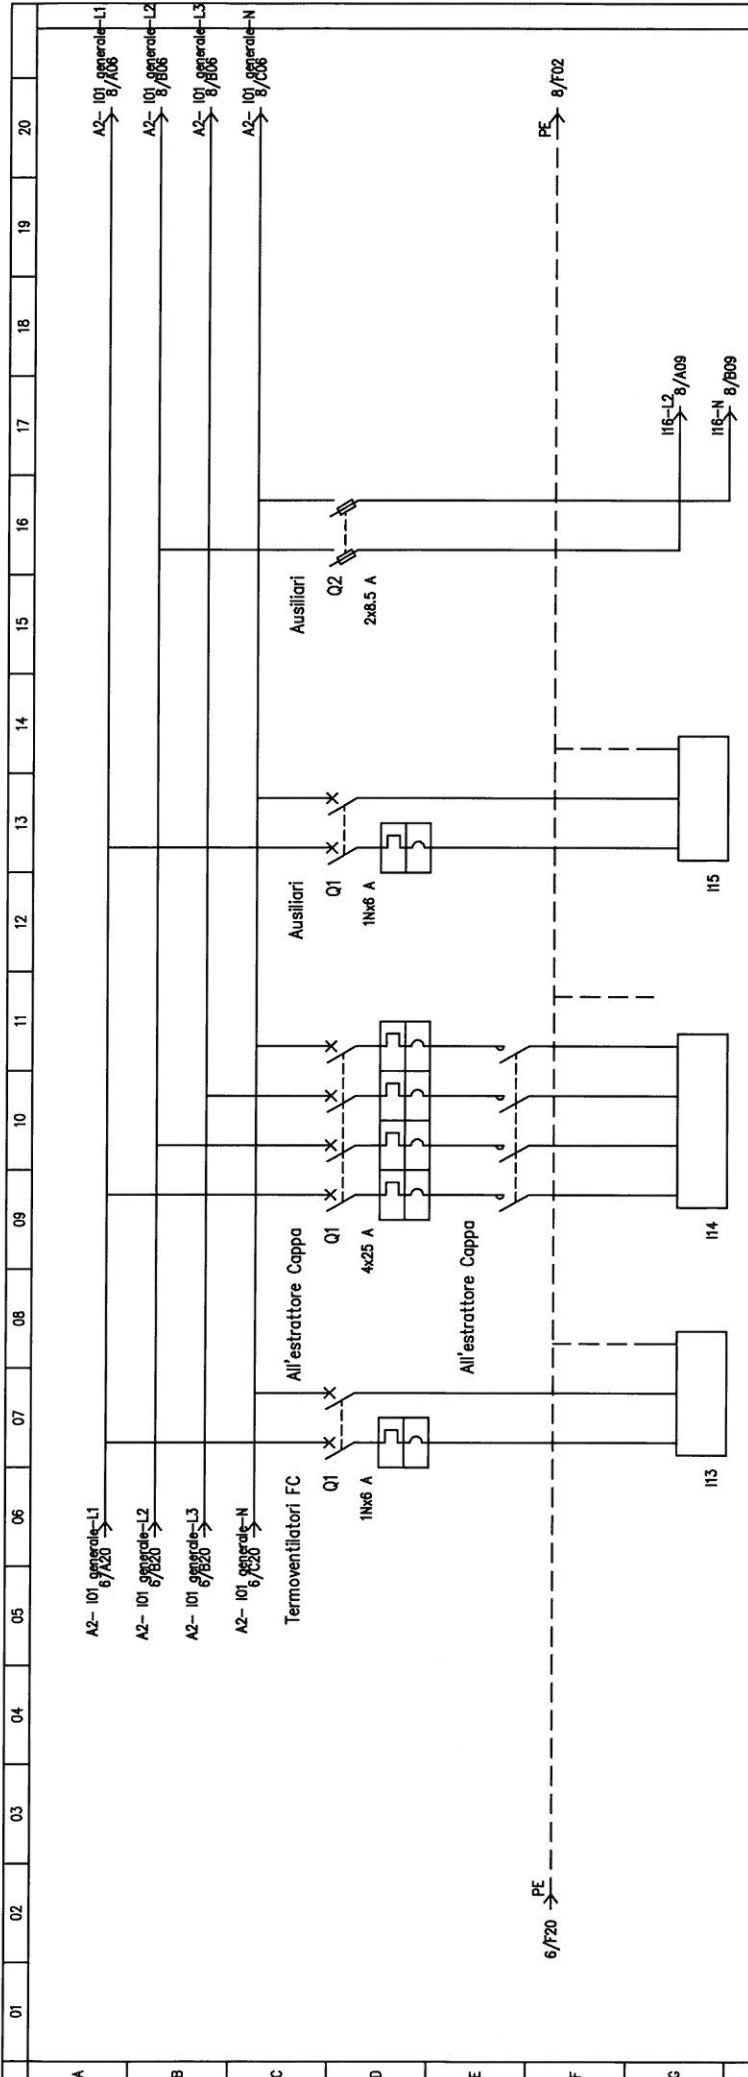 01 02 03 04 05 06 07 08 09 10 11 12 13 14 15 16 17 18 19 20
A
B
C
D
E
F
G
A2- I01 generale-L1
6/A20
A2- I01 generale-L2
6/B20
A2- I01 generale-L3
6/B20
A2- I01 generale-N
6/C20
A2- I01 generale-L1
8/A06
A2- I01 generale-L2
8/B06
A2- I01 generale-L3
8/B06
A2- I01 generale-N
8/C06
Termoventilatori FC
Q1
1Nx6 A
All'estrattore Cappa
Q1
4x25 A
All'estrattore Cappa
Ausiliari
Q1
1Nx6 A
Ausiliari
Q2
2x8.5 A
6/F20
PE
PE
8/F02
I16-L2
8/A09
I16-N
8/B09
I13
I14
I15